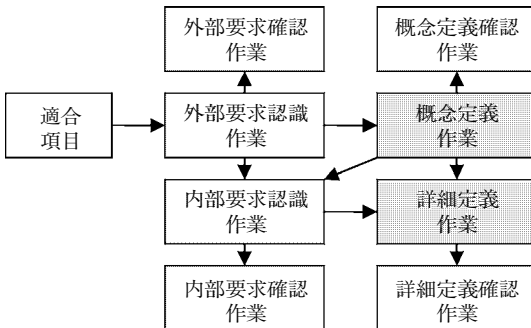 外部要求確認
作業
概念定義確認
作業
適合
項目
外部要求認識
作業
概念定義
作業
内部要求認識
作業
詳細定義
作業
内部要求確認
作業
詳細定義確認
作業